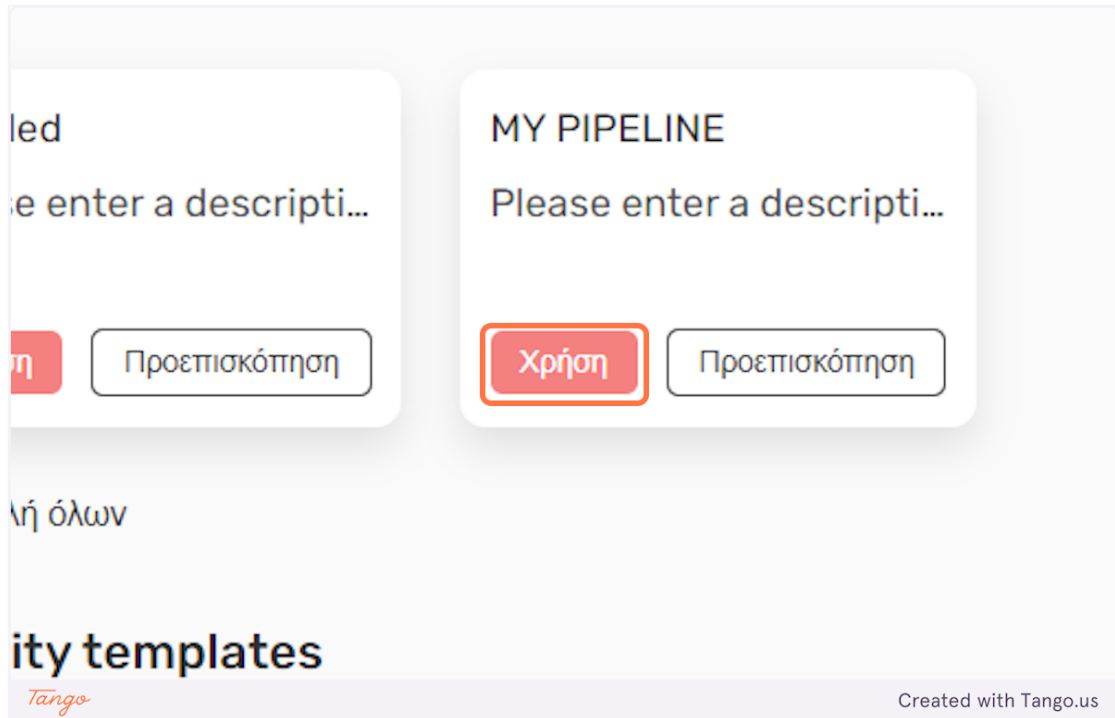 led
MY PIPELINE
se enter a descripti...
Please enter a descripti...
ση
Προεπισκόπηση
Χρήση
Προεπισκόπηση
λή όλων
ity templates
Tango
Created with Tango.us